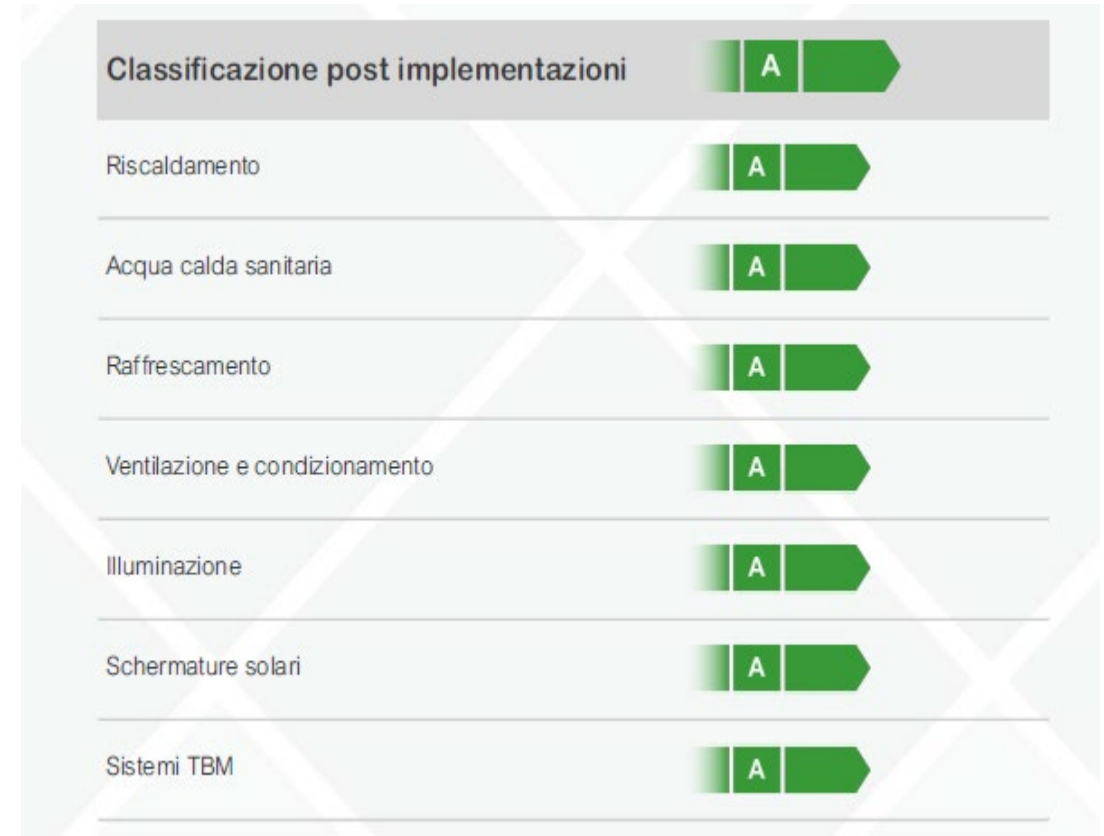 Classificazione post implementazioni A
Riscaldamento A
Acqua calda sanitaria A
Raffrescamento A
Ventilazione e condizionamento A
Illuminazione A
Schermature solari A
Sistemi TBM A